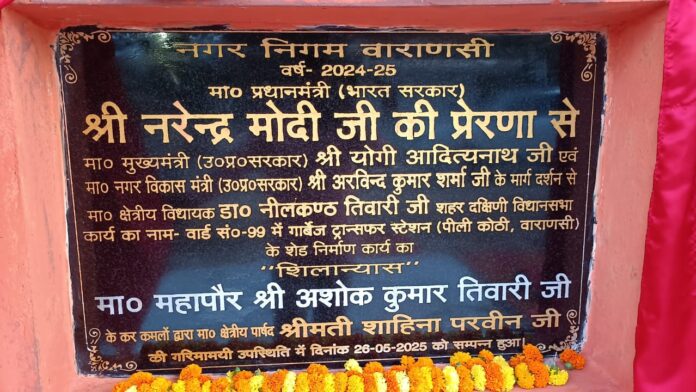 नगर निगम वाराणसी
वर्ष- 2024-25
मा० प्रधानमंत्री (भारत सरकार)
श्री नरेन्द्र मोदी जी की प्रेरणा से
मा० मुख्यमंत्री (उ०प्र०सरकार) श्री योगी आदित्यनाथ जी एवं
मा० नगर विकास मंत्री (उ०प्र०सरकार) श्री अरविन्द कुमार शर्मा जी के मार्ग दर्शन से
मा० क्षेत्रीय विधायक डा० नीलकण्ठ तिवारी जी शहर दक्षिणी विधानसभा
कार्य का नाम- वार्ड सं०-99 में गार्बेज ट्रान्सफर स्टेशन (पीली कोठी, वाराणसी)
के शेड निर्माण कार्य का
"शिलान्यास"
मा० महापौर श्री अशोक कुमार तिवारी जी
के कर कमलों द्वारा मा० क्षेत्रीय पार्षद श्रीमती शाहिना परवीन जी
की गरिमामयी उपस्थिति में दिनांक 26-05-2025 को सम्पन्न हुआ।